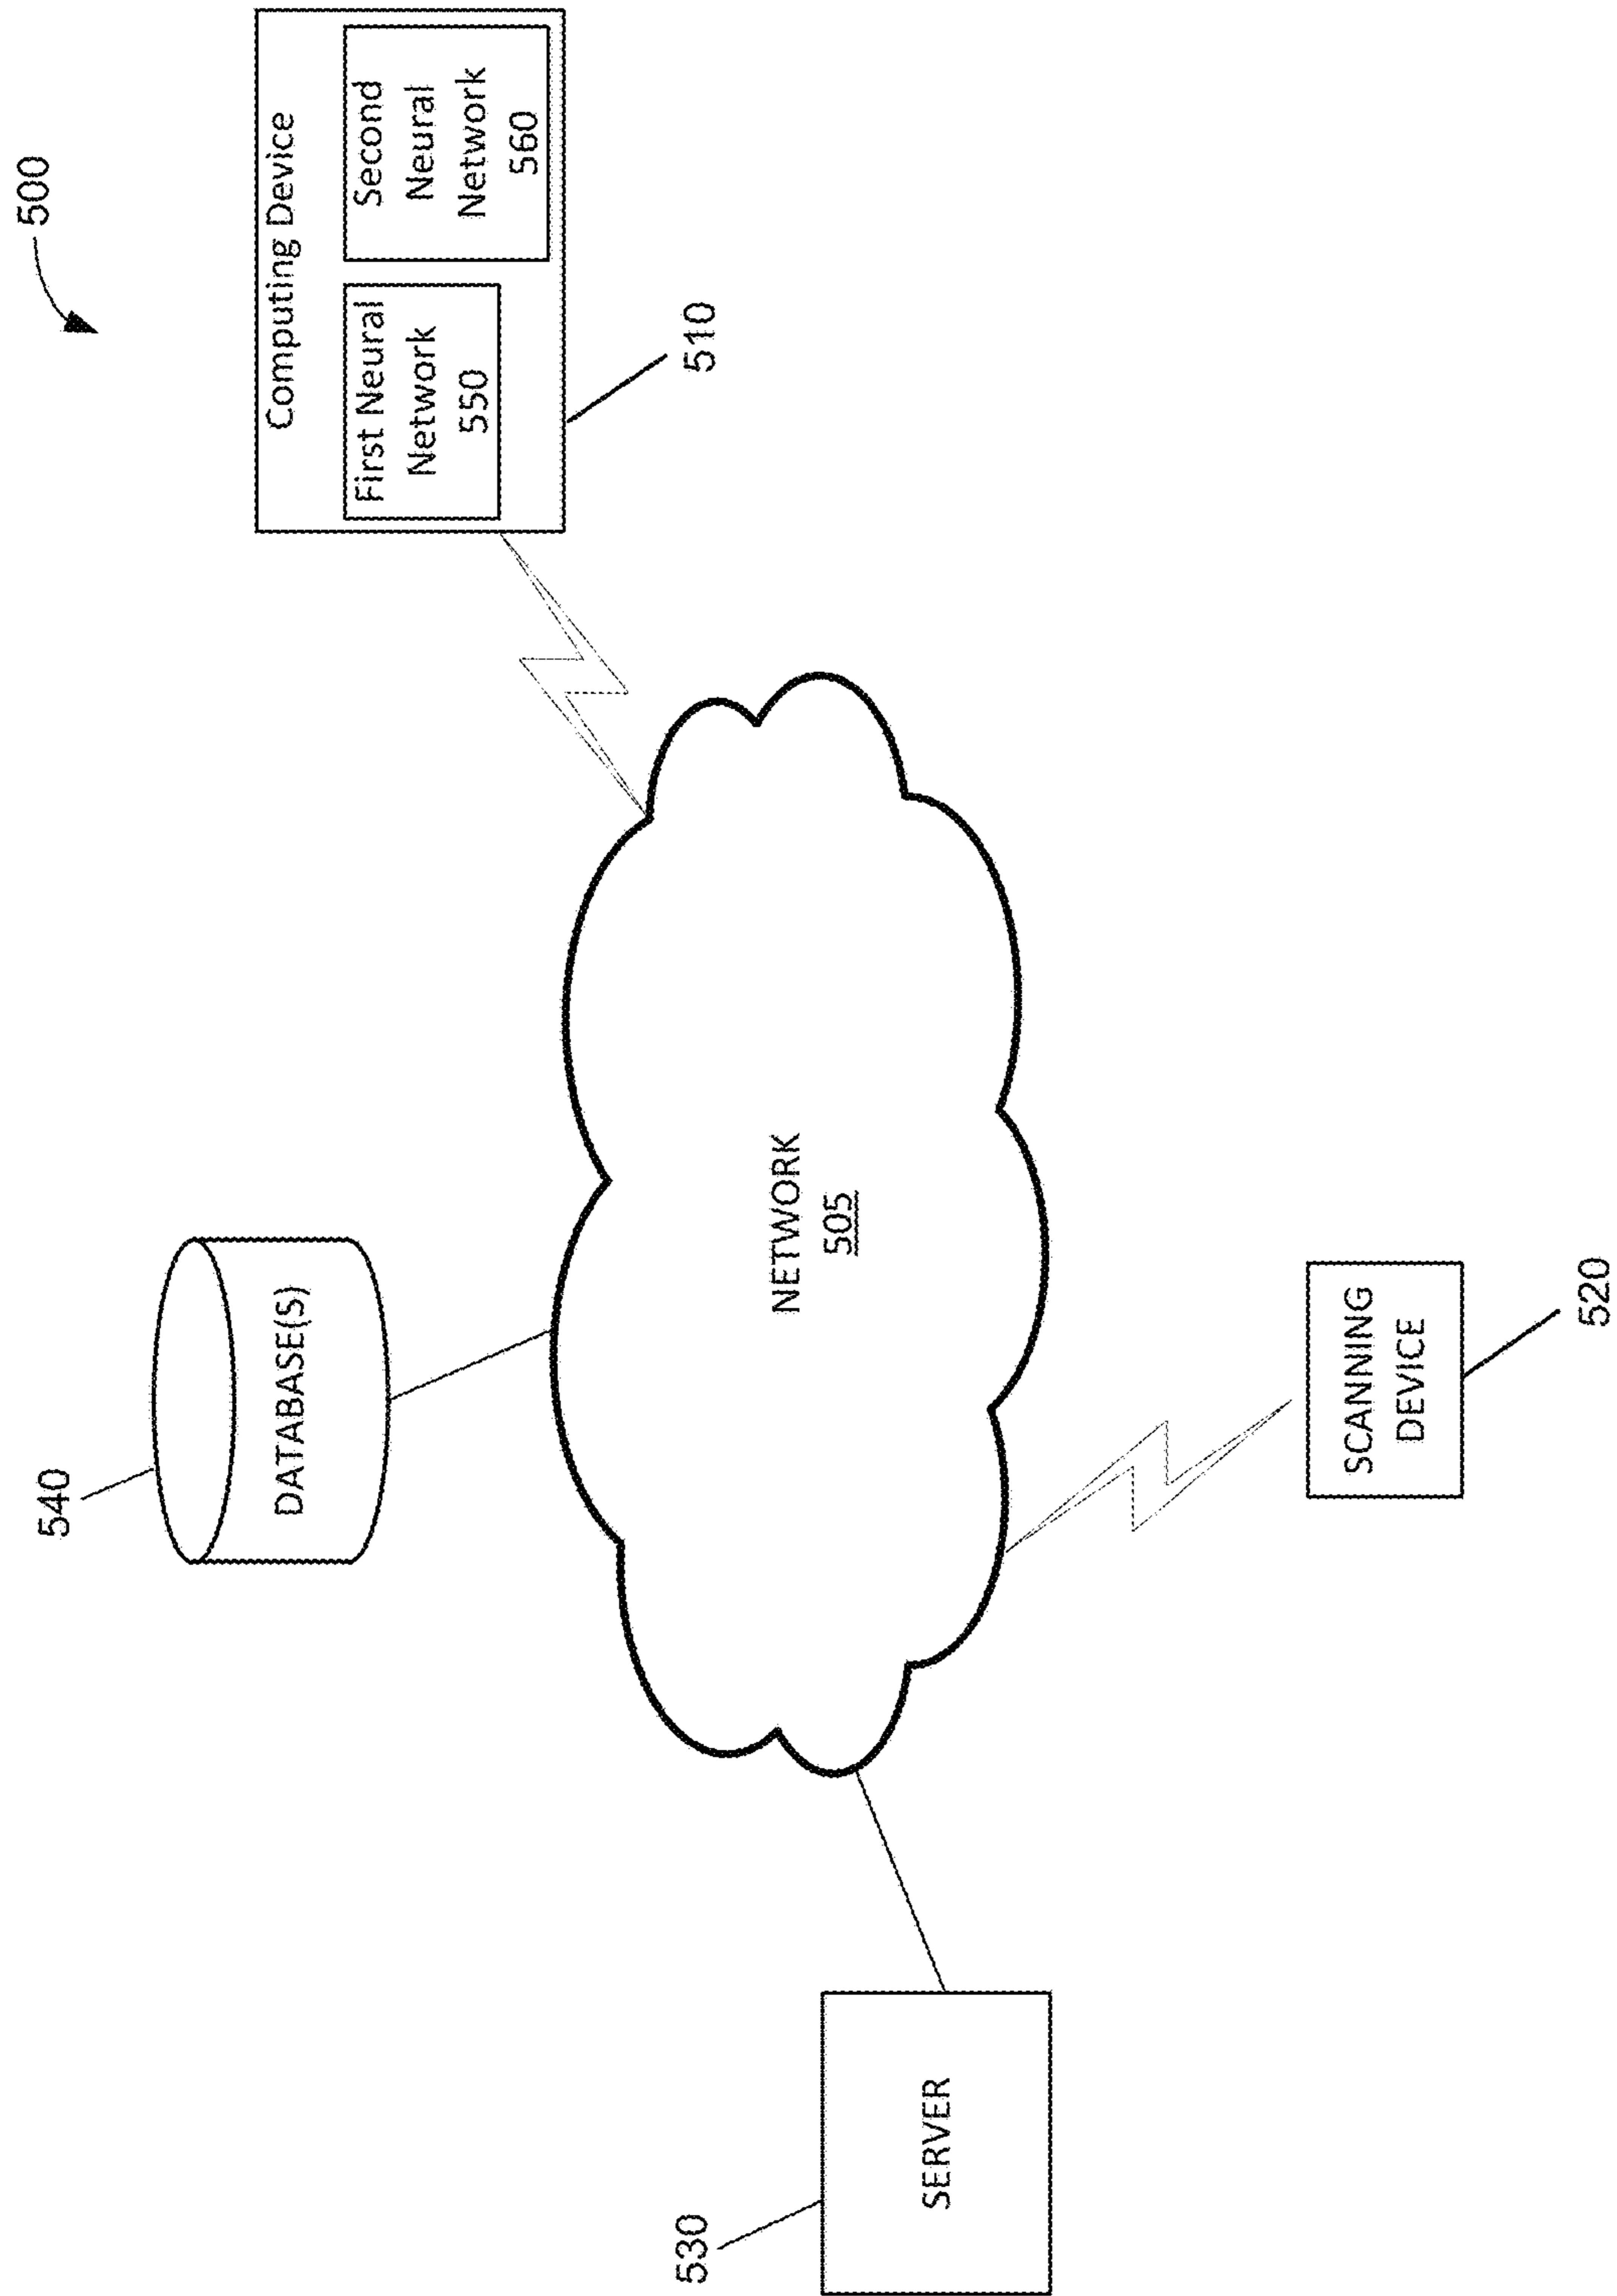 500
540
DATABASE(S)
Computing Device
First Neural
Network
550
Second
Neural
Network
560
510
NETWORK
505
530
SERVER
SCANNING
DEVICE
520